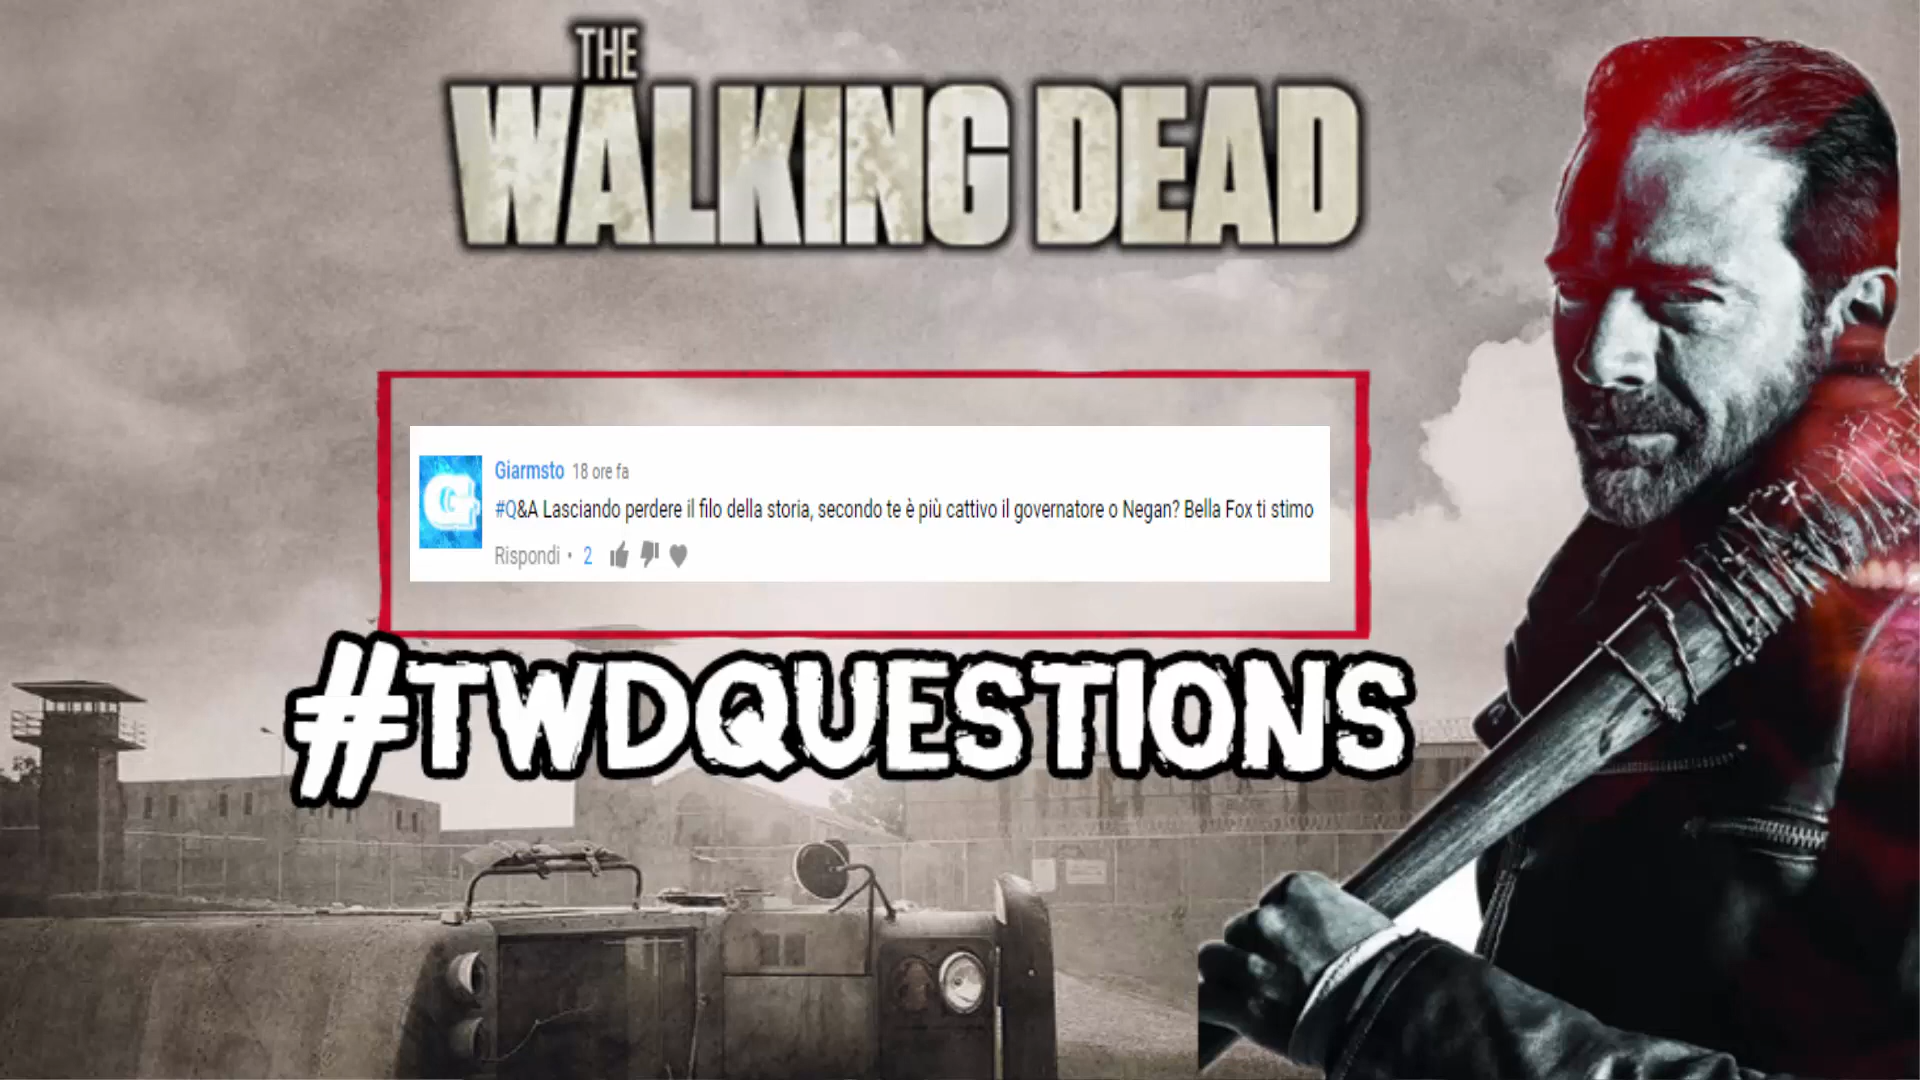 THE
WALKING DEAD
Giarmsto 18 ore fa
#Q&A Lasciando perdere il filo della storia, secondo te è più cattivo il governatore o Negan? Bella Fox ti stimo
Rispondi • 2
#TWDQUESTIONS